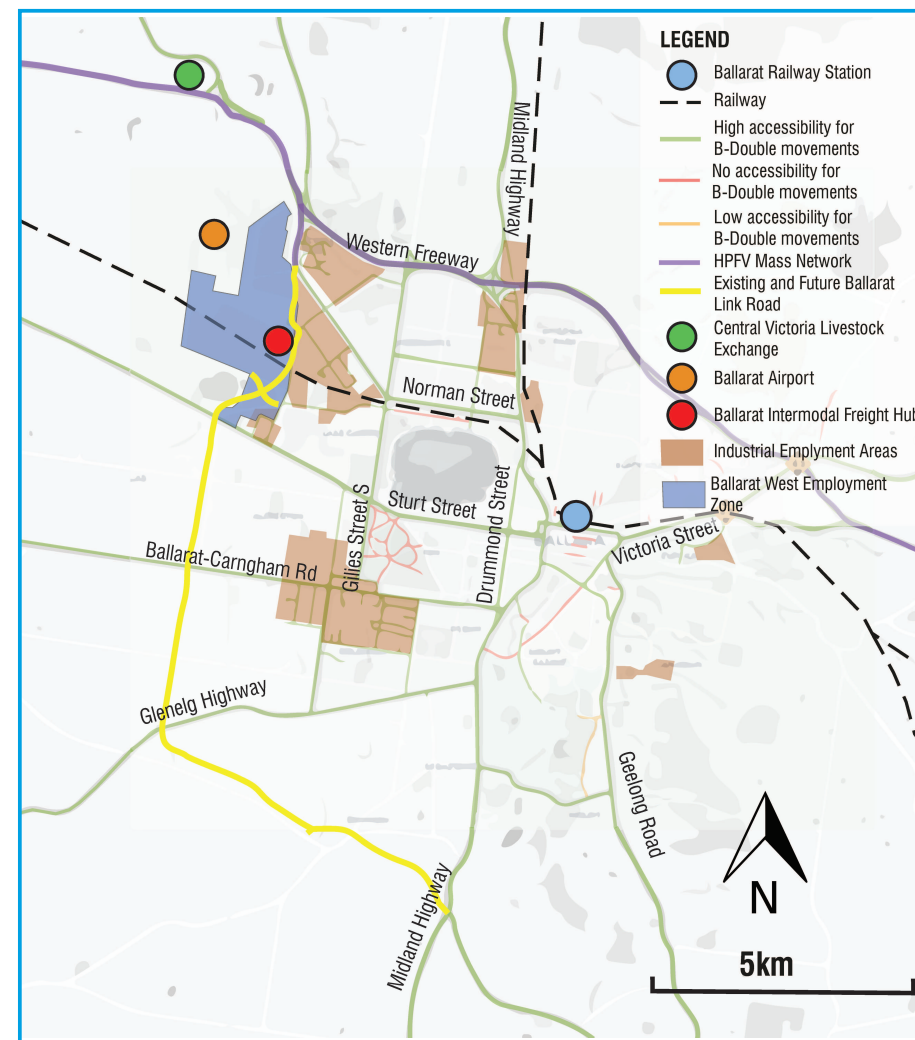 LEGEND
Ballarat Railway Station
Railway
High accessibility for
B-Double movements
No accessibility for
B-Double movements
Low accessibility for
B-Double movements
HPFV Mass Network
Existing and Future Ballarat
Link Road
Central Victoria Livestock
Exchange
Ballarat Airport
Ballarat Intermodal Freight Hub
Industrial Emplyment Areas
Ballarat West Employment
Zone
Midland Highway
Western Freeway
Norman Street
Sturt Street
Gillies Street S
Drummond Street
Victoria Street
Ballarat-Carngham Rd
Glenelg Highway
Geelong Road
Midland Highway
N
5km